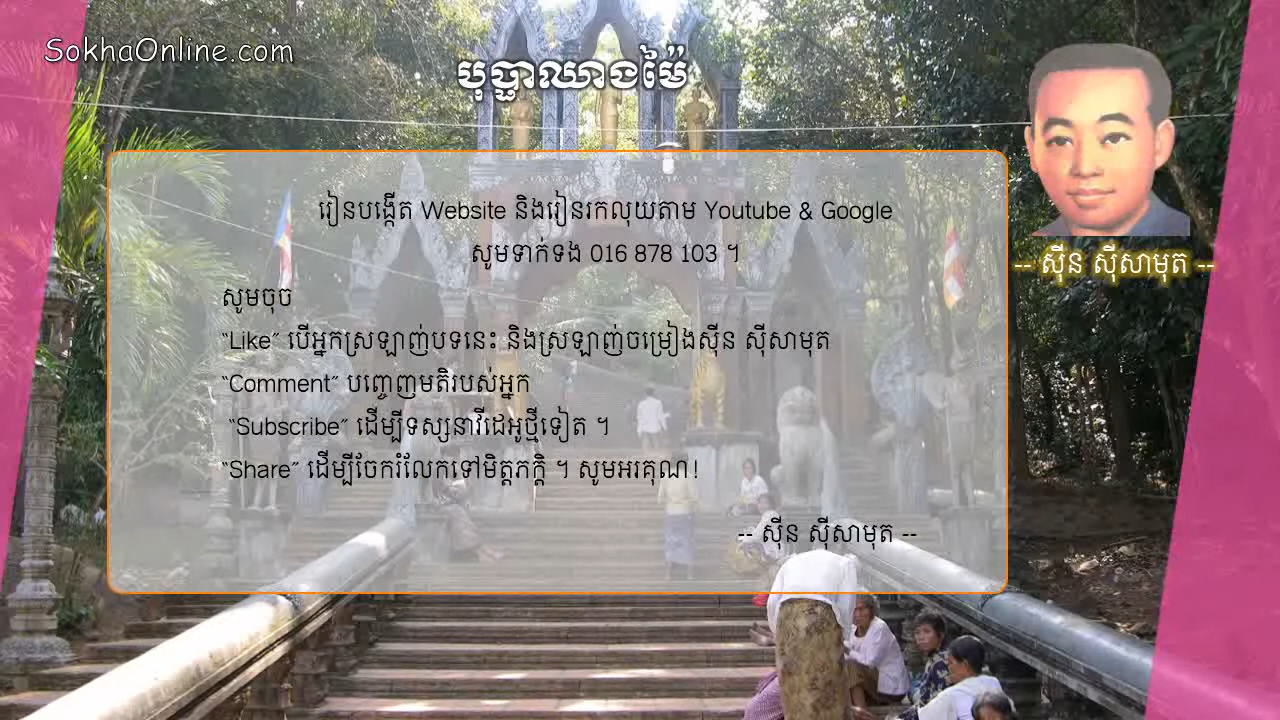 SokhaOnline.com
បុប្ផាឈាងម៉ៃ
រៀនបង្កើត Website និងរៀនរកលុយតាម Youtube & Google
សូមទាក់ទង 016 878 103 ។
-- ស៊ីន ស៊ីសាមុត --
សូមចុច
“Like” បើអ្នកស្រឡាញ់បទនេះ និងស្រឡាញ់ចម្រៀងស៊ីន ស៊ីសាមុត
“Comment” បញ្ចេញមតិរបស់អ្នក
“Subscribe” ដើម្បីទស្សនាវីដេអូថ្មីទៀត ។
“Share” ដើម្បីចែករំលែកទៅមិត្តភក្តិ ។ សូមអរគុណ!
-- ស៊ីន ស៊ីសាមុត --